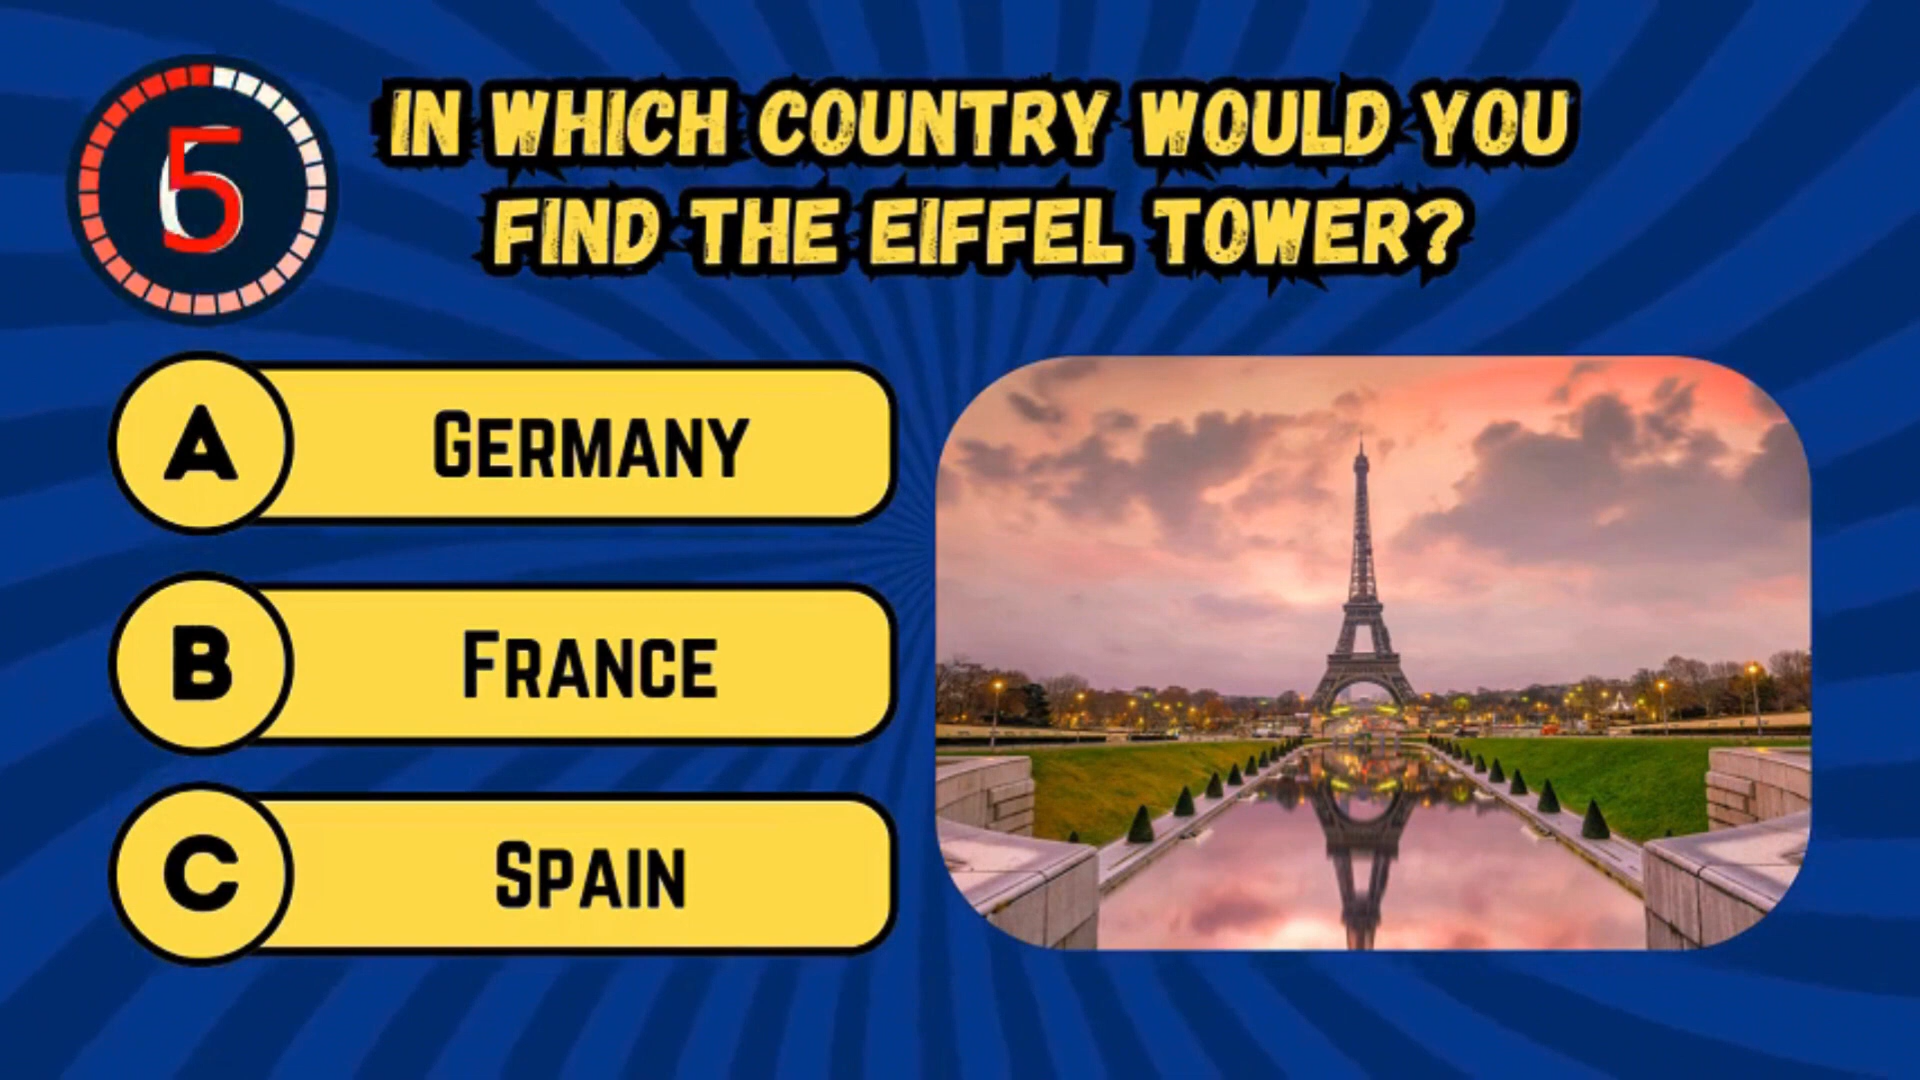 5
IN WHICH COUNTRY WOULD YOU
FIND THE EIFFEL TOWER?
A GERMANY
B FRANCE
C SPAIN